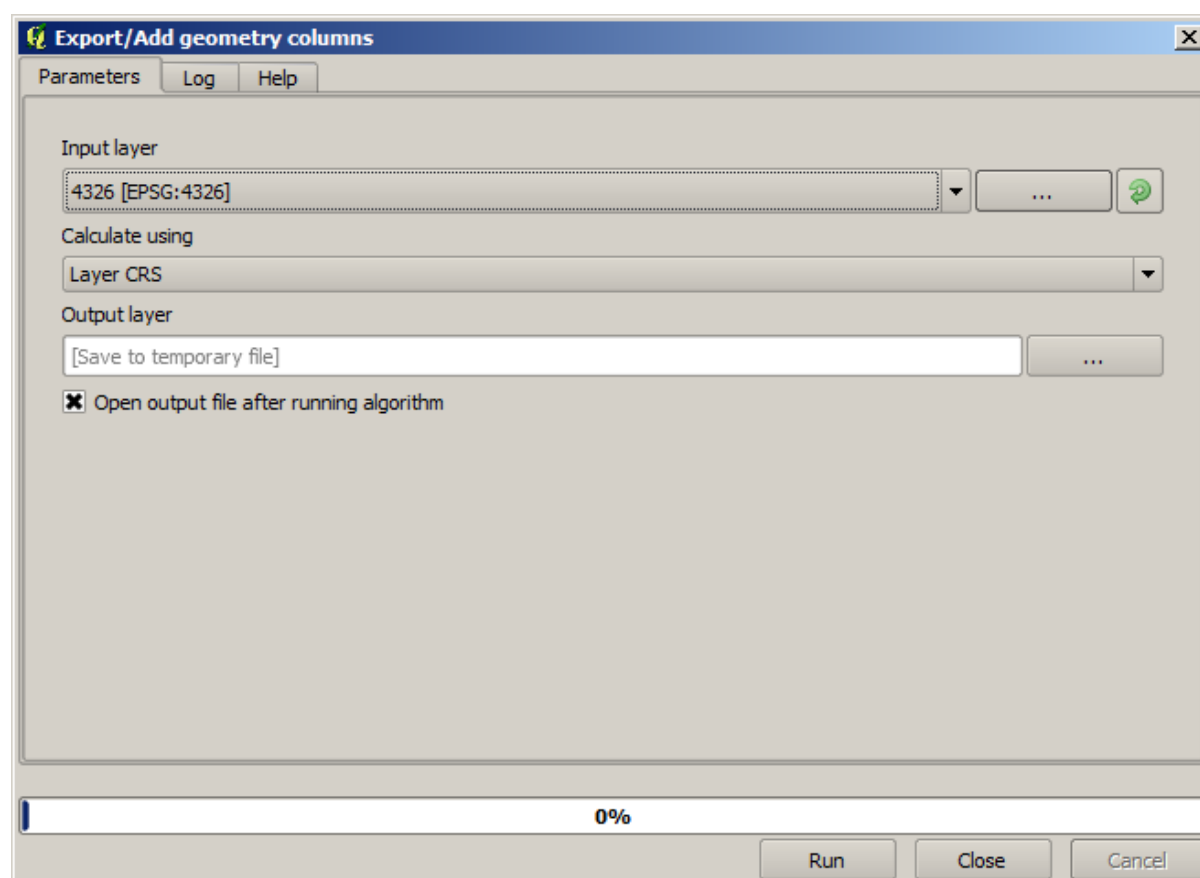 Export/Add geometry columns
Parameters Log Help
Input layer
4326 [EPSG:4326]
...
Calculate using
Layer CRS
Output layer
[Save to temporary file]
...
Open output file after running algorithm
0%
Run Close Cancel